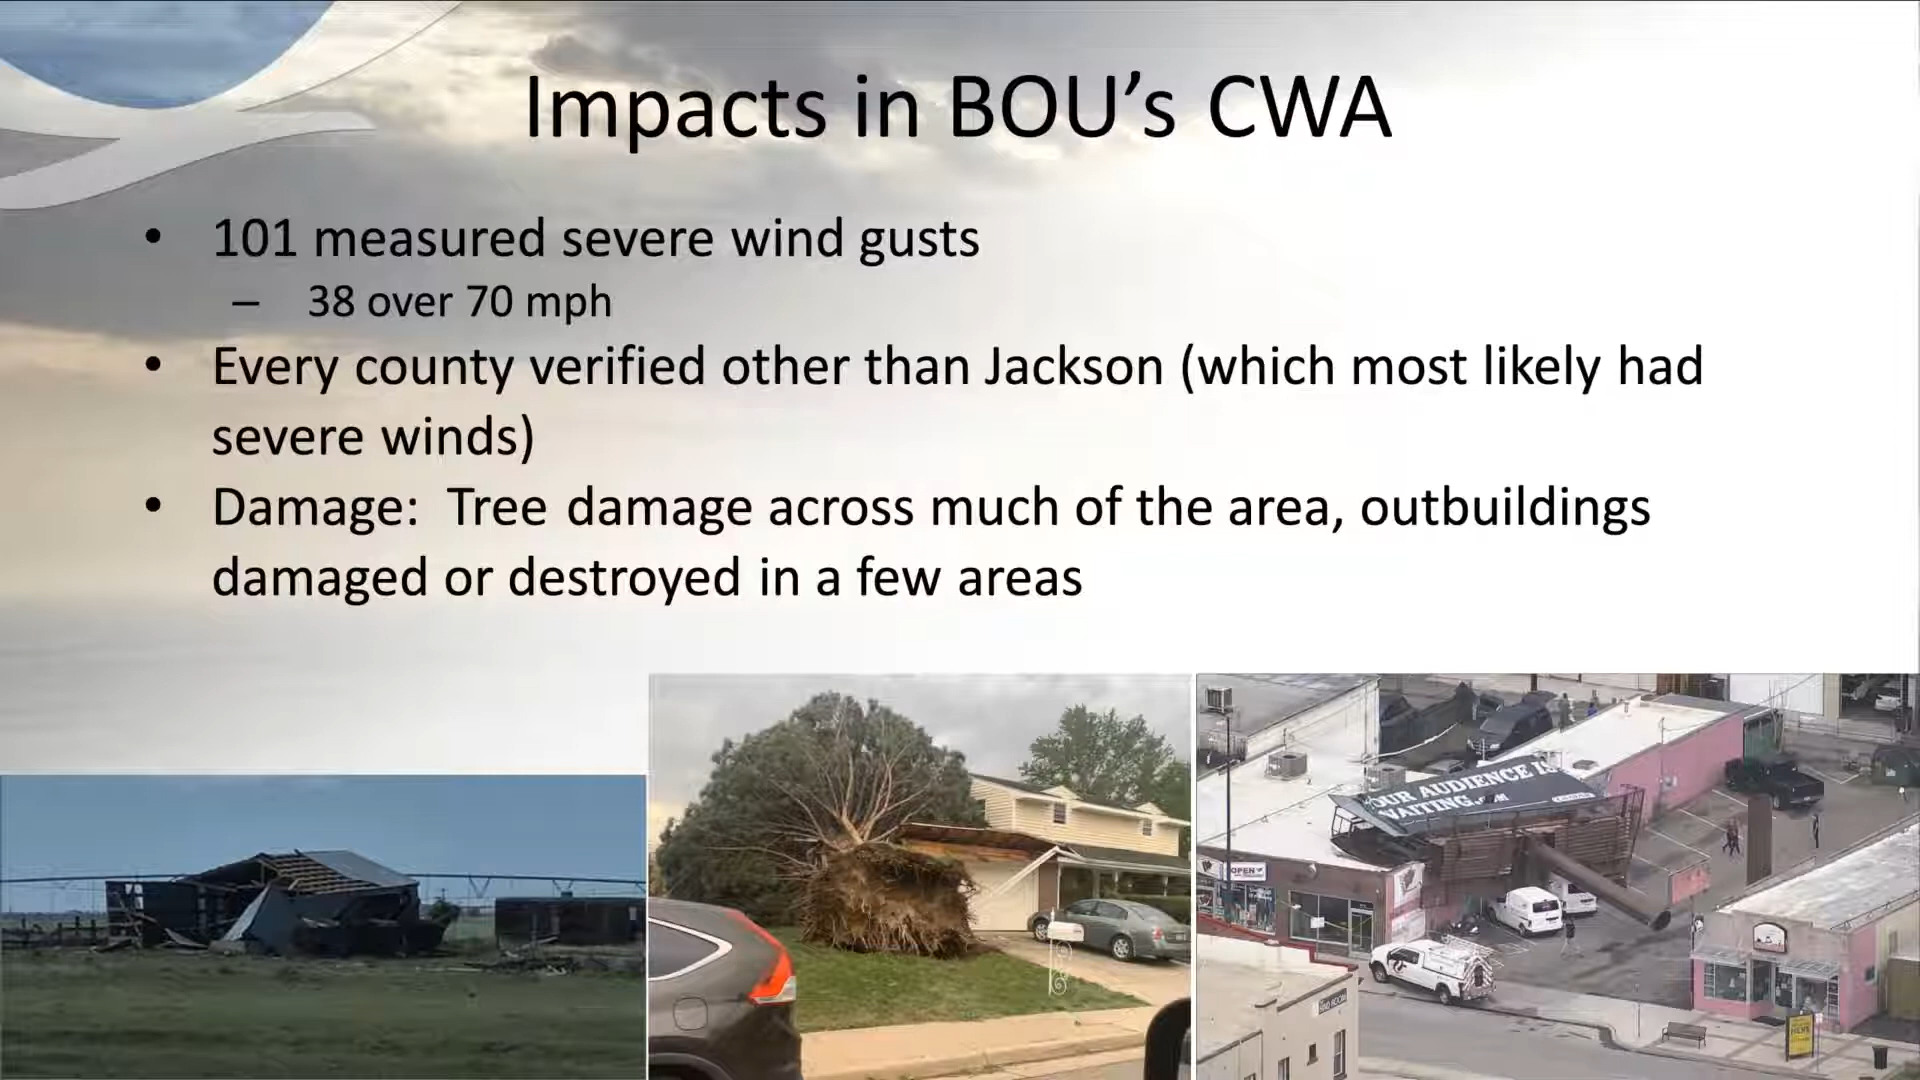 Impacts in BOU’s CWA
• 101 measured severe wind gusts
– 38 over 70 mph
• Every county verified other than Jackson (which most likely had
severe winds)
• Damage:  Tree damage across much of the area, outbuildings
damaged or destroyed in a few areas
OUR AUDIENCE IS
WAITING
OPEN